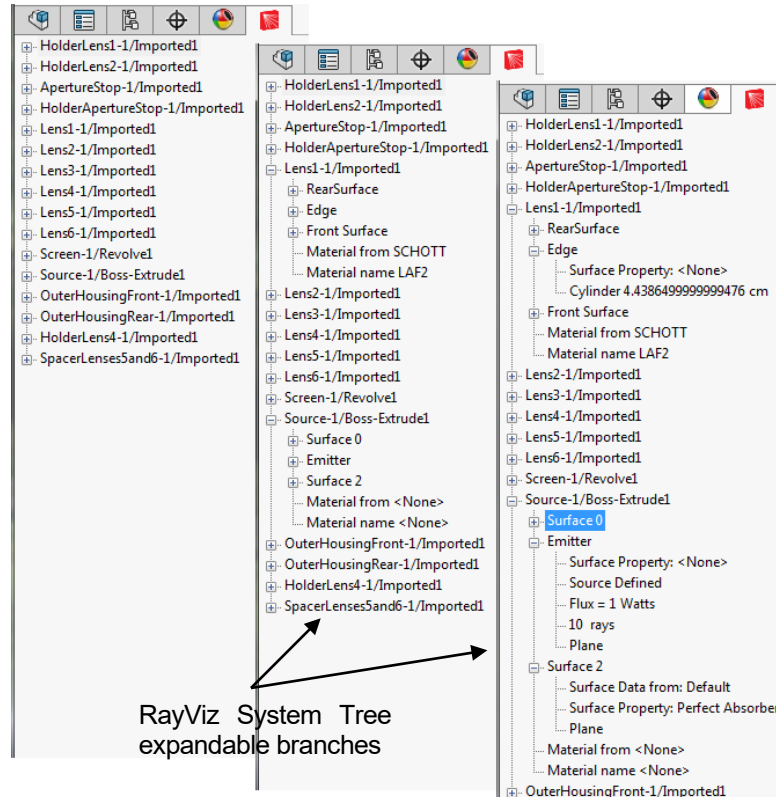 HolderLens1-1/Imported1
HolderLens2-1/Imported1
ApertureStop-1/Imported1
HolderApertureStop-1/Imported1
Lens1-1/Imported1
Lens2-1/Imported1
Lens3-1/Imported1
Lens4-1/Imported1
Lens5-1/Imported1
Lens6-1/Imported1
Screen-1/Revolve1
Source-1/Boss-Extrude1
OuterHousingFront-1/Imported1
OuterHousingRear-1/Imported1
HolderLens4-1/Imported1
SpacerLenses5and6-1/Imported1
HolderLens1-1/Imported1
HolderLens2-1/Imported1
ApertureStop-1/Imported1
HolderApertureStop-1/Imported1
Lens1-1/Imported1
RearSurface
Edge
Front Surface
Material from SCHOTT
Material name LAF2
Lens2-1/Imported1
Lens3-1/Imported1
Lens4-1/Imported1
Lens5-1/Imported1
Lens6-1/Imported1
Screen-1/Revolve1
Source-1/Boss-Extrude1
Surface 0
Emitter
Surface 2
Material from <None>
Material name <None>
OuterHousingFront-1/Imported1
OuterHousingRear-1/Imported1
HolderLens4-1/Imported1
SpacerLenses5and6-1/Imported1
HolderLens1-1/Imported1
HolderLens2-1/Imported1
ApertureStop-1/Imported1
HolderApertureStop-1/Imported1
Lens1-1/Imported1
RearSurface
Edge
Surface Property: <None>
Cylinder 4.4386499999999476 cm
Front Surface
Material from SCHOTT
Material name LAF2
Lens2-1/Imported1
Lens3-1/Imported1
Lens4-1/Imported1
Lens5-1/Imported1
Lens6-1/Imported1
Screen-1/Revolve1
Source-1/Boss-Extrude1
Surface 0
Emitter
Surface Property: <None>
Source Defined
Flux = 1 Watts
10 rays
Plane
Surface 2
Surface Data from: Default
Surface Property: Perfect Absorber
Plane
Material from <None>
Material name <None>
OuterHousingFront-1/Imported1
RayViz System Tree
expandable branches